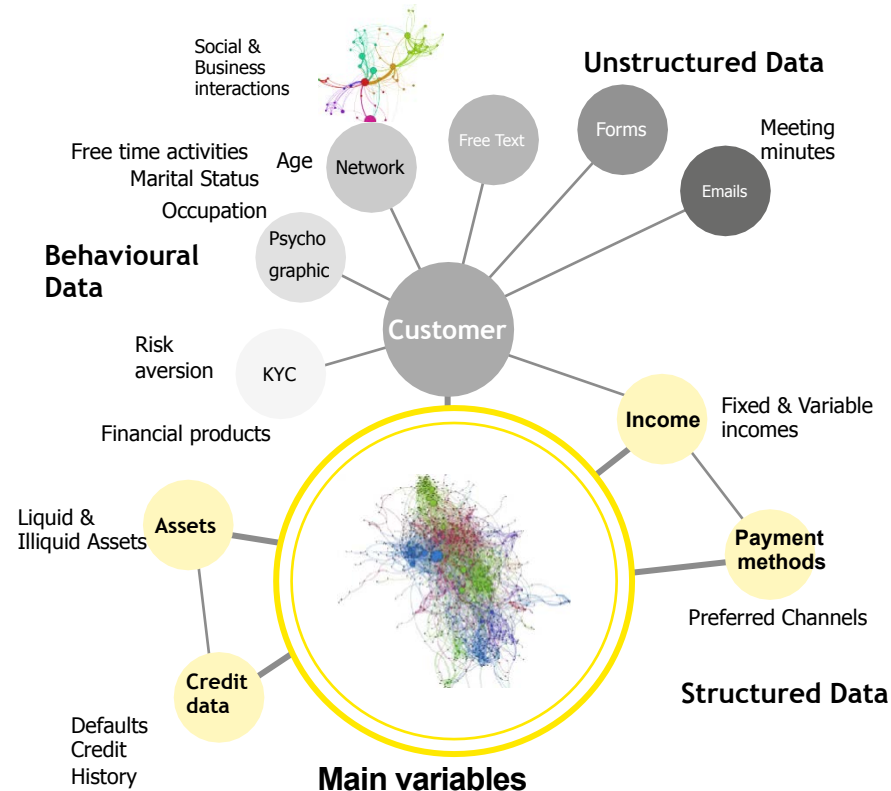 Social &
Business
interactions
Unstructured Data
Free Text
Forms
Meeting
minutes
Free time activities
Marital Status
Age
Network
Emails
Occupation
Psycho
graphic
Behavioural
Data
Customer
Risk
aversion
KYC
Financial products
Income
Fixed & Variable
incomes
Liquid &
Illiquid Assets
Assets
Payment
methods
Preferred Channels
Credit
data
Structured Data
Defaults
Credit
History
Main variables